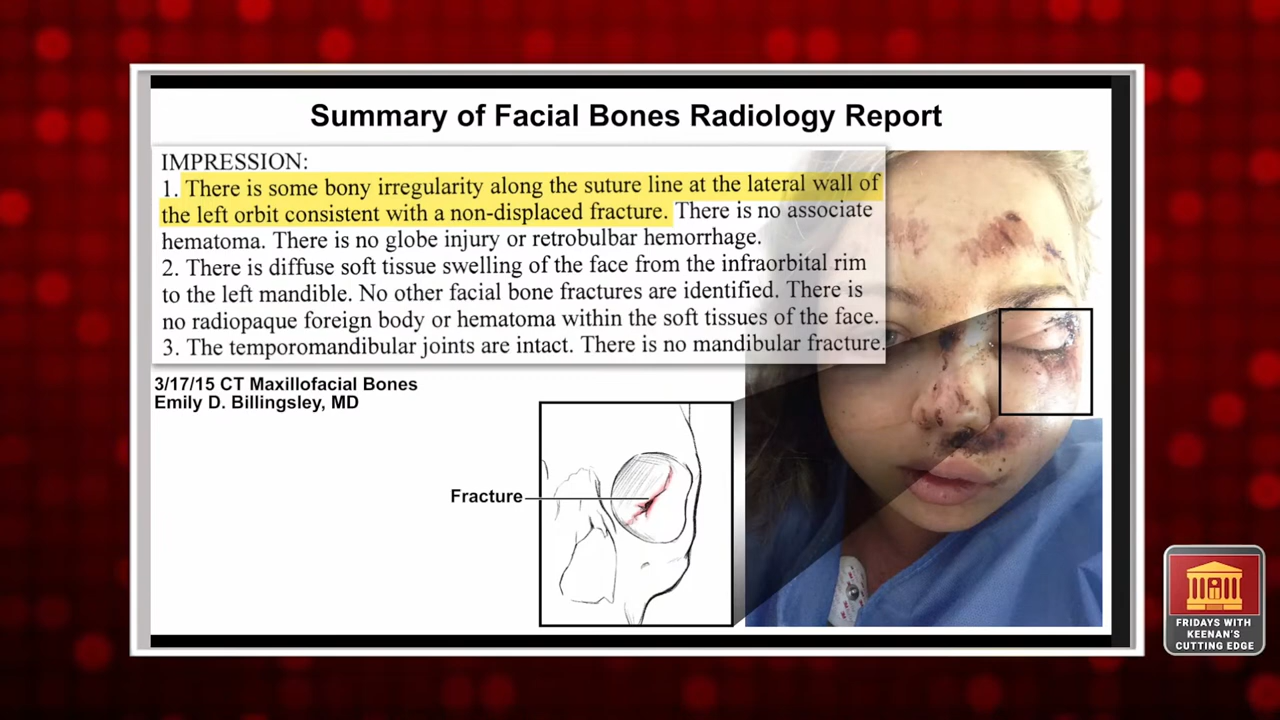 Summary of Facial Bones Radiology Report
IMPRESSION:
1. There is some bony irregularity along the suture line at the lateral wall of
the left orbit consistent with a non-displaced fracture. There is no associate
hematoma. There is no globe injury or retrobulbar hemorrhage.
2. There is diffuse soft tissue swelling of the face from the infraorbital rim
to the left mandible. No other facial bone fractures are identified. There is
no radiopaque foreign body or hematoma within the soft tissues of the face.
3. The temporomandibular joints are intact. There is no mandibular fracture.
3/17/15 CT Maxillofacial Bones
Emily D. Billingsley, MD
Fracture
FRIDAYS WITH
KEENAN'S
CUTTING EDGE